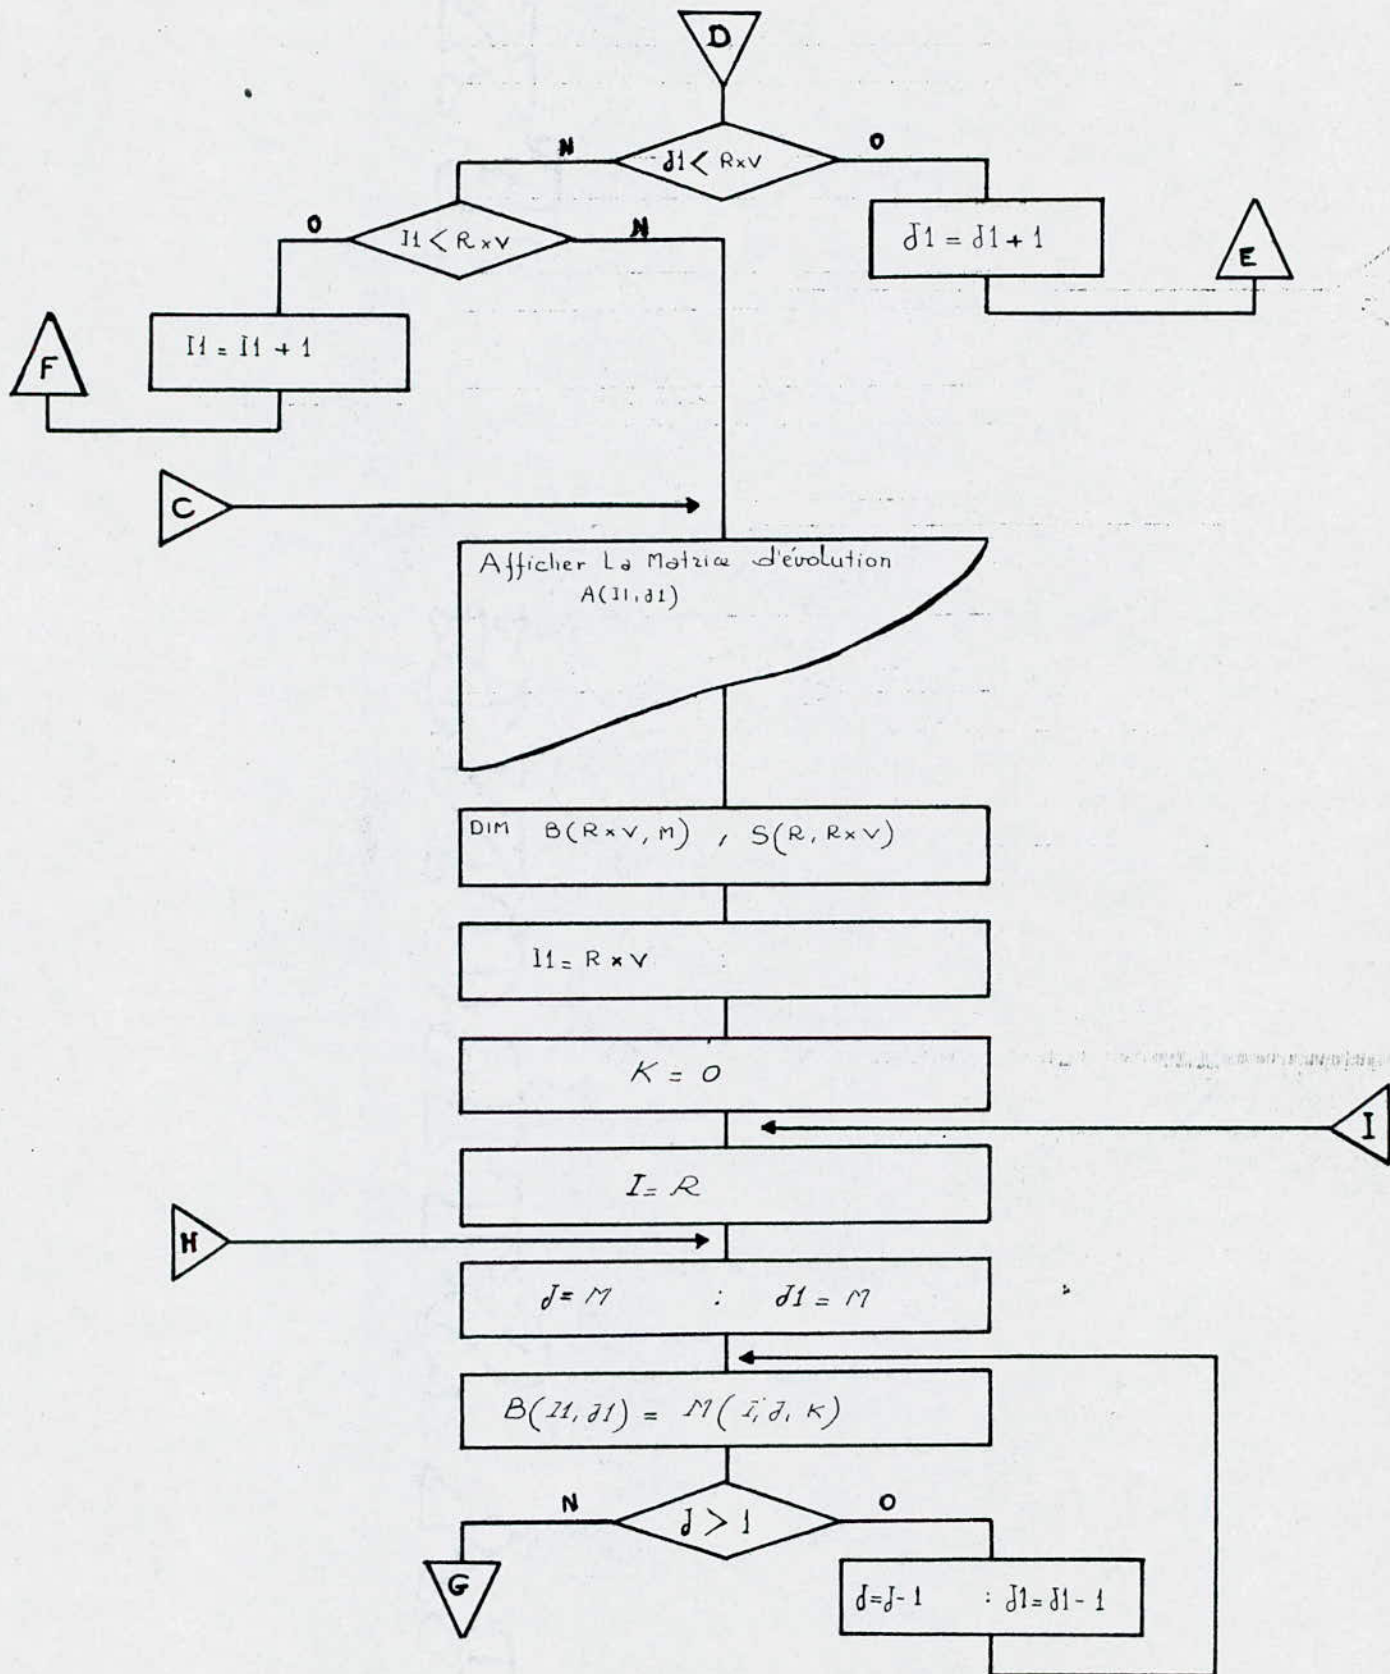 D
N
J1 < R×V
O
O
I1 < R×V
N
J1 = J1 + 1
E
F
I1 = I1 + 1
C
Afficher La Matrice d'évolution
A(I1,J1)
DIM B(R×V, M) , S(R, R×V)
I1 = R × V :
K = 0
I
I = R
H
J = M : J1 = M
B(I1, J1) = M(I, J, K)
N
J > 1
O
G
J=J-1 : J1=J1-1